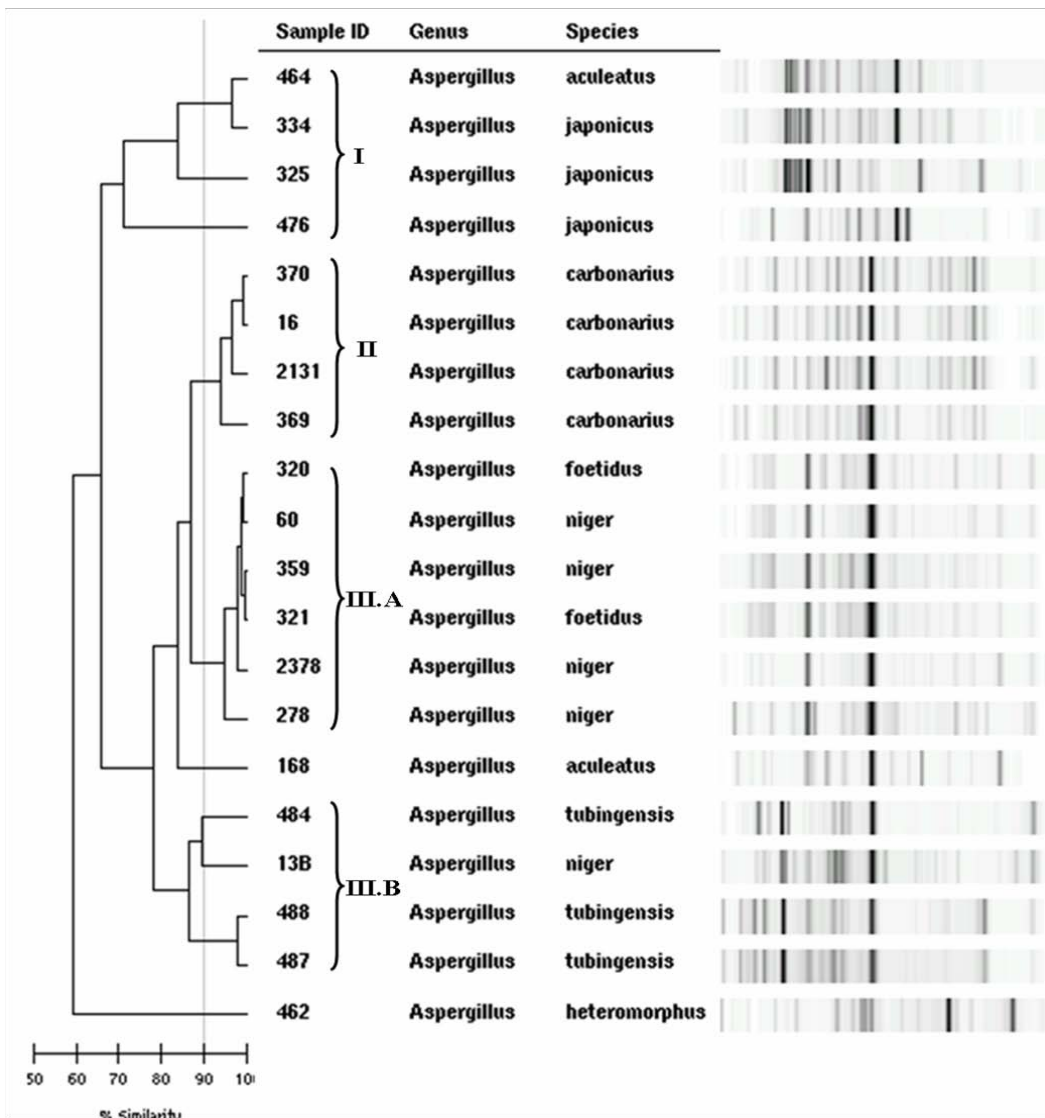 Sample ID Genus Species
464 Aspergillus aculeatus
334 Aspergillus japonicus
I
325 Aspergillus japonicus
476 Aspergillus japonicus
370 Aspergillus carbonarius
16 Aspergillus carbonarius
II
2131 Aspergillus carbonarius
369 Aspergillus carbonarius
320 Aspergillus foetidus
60 Aspergillus niger
359 Aspergillus niger
III.A
321 Aspergillus foetidus
2378 Aspergillus niger
278 Aspergillus niger
168 Aspergillus aculeatus
484 Aspergillus tubingensis
13B Aspergillus niger
III.B
488 Aspergillus tubingensis
487 Aspergillus tubingensis
462 Aspergillus heteromorphus
50 60 70 80 90 10
% Similarity